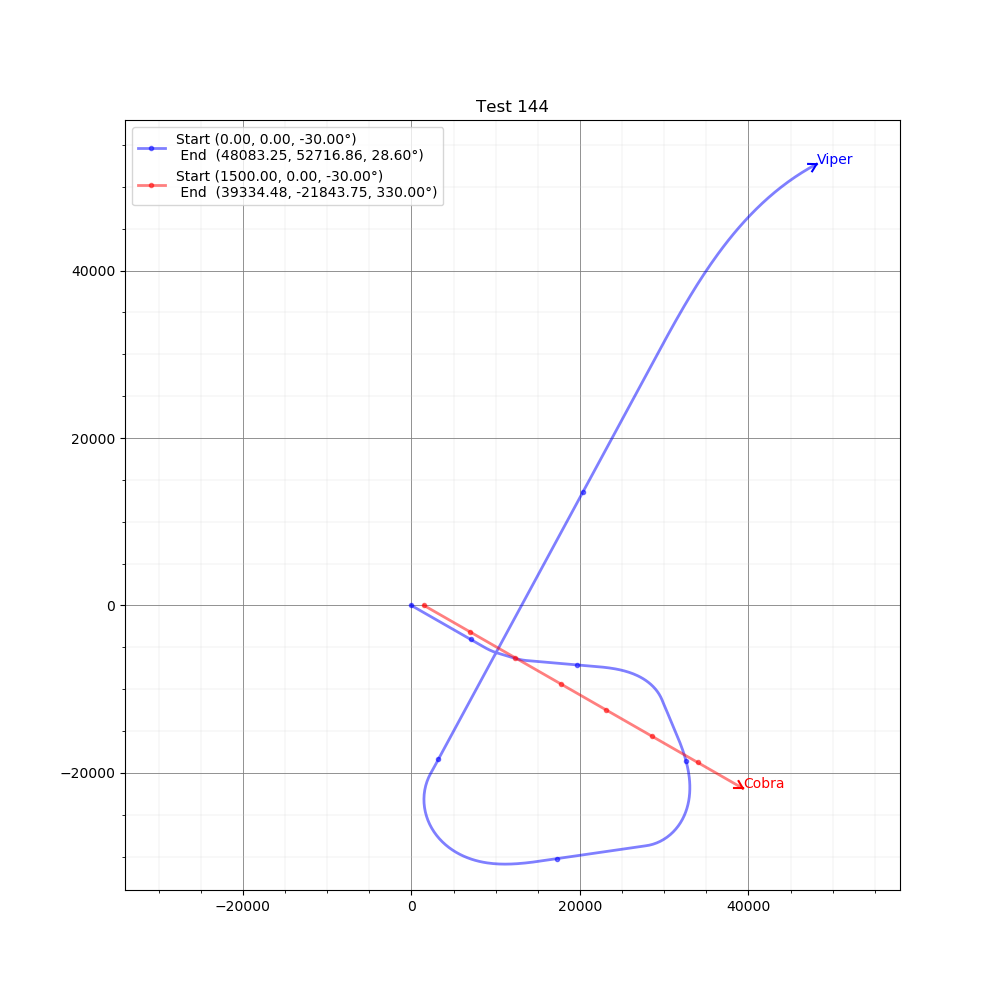 Test 144
Start (0.00, 0.00, -30.00°)
End (48083.25, 52716.86, 28.60°)
Start (1500.00, 0.00, -30.00°)
End (39334.48, -21843.75, 330.00°)
Viper
Cobra
40000
20000
0
−20000
−20000
0
20000
40000